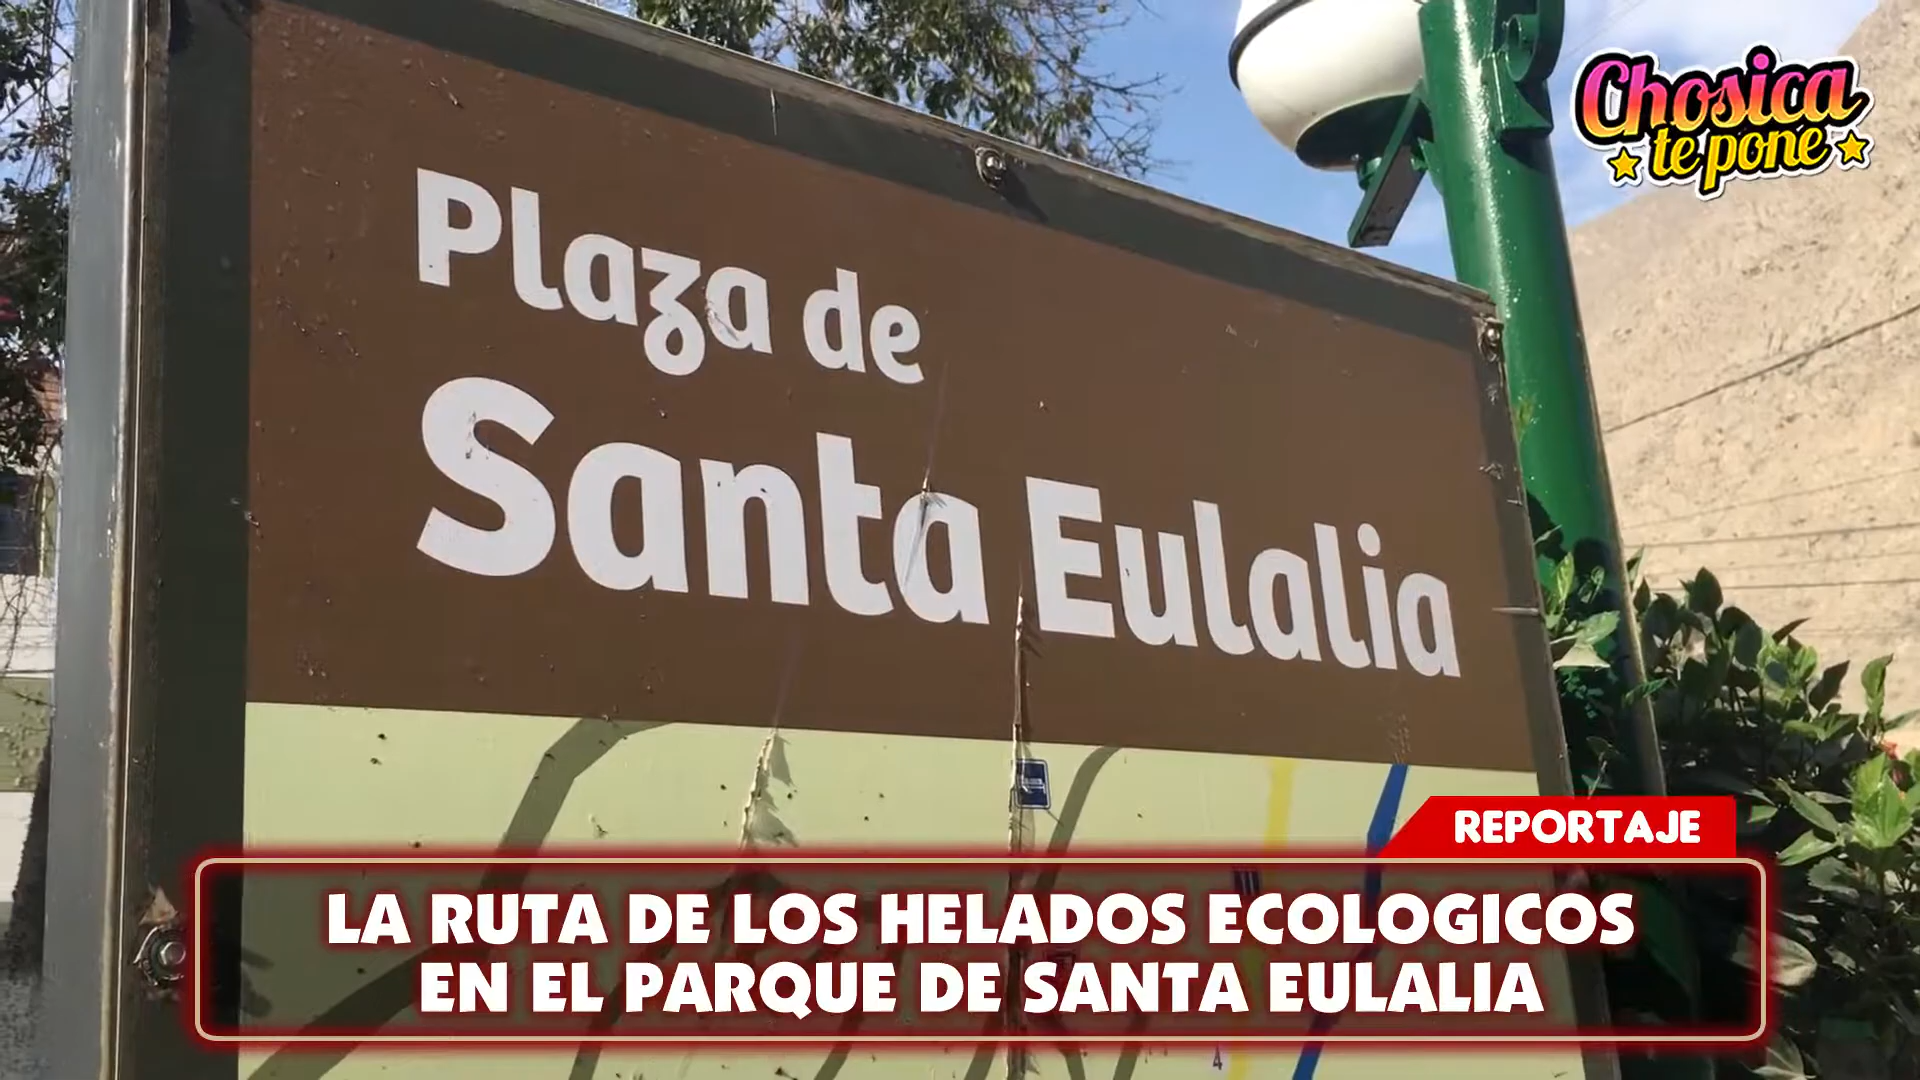 Chosica
te pone
Plaza de
Santa Eulalia
REPORTAJE
LA RUTA DE LOS HELADOS ECOLOGICOS
EN EL PARQUE DE SANTA EULALIA
4